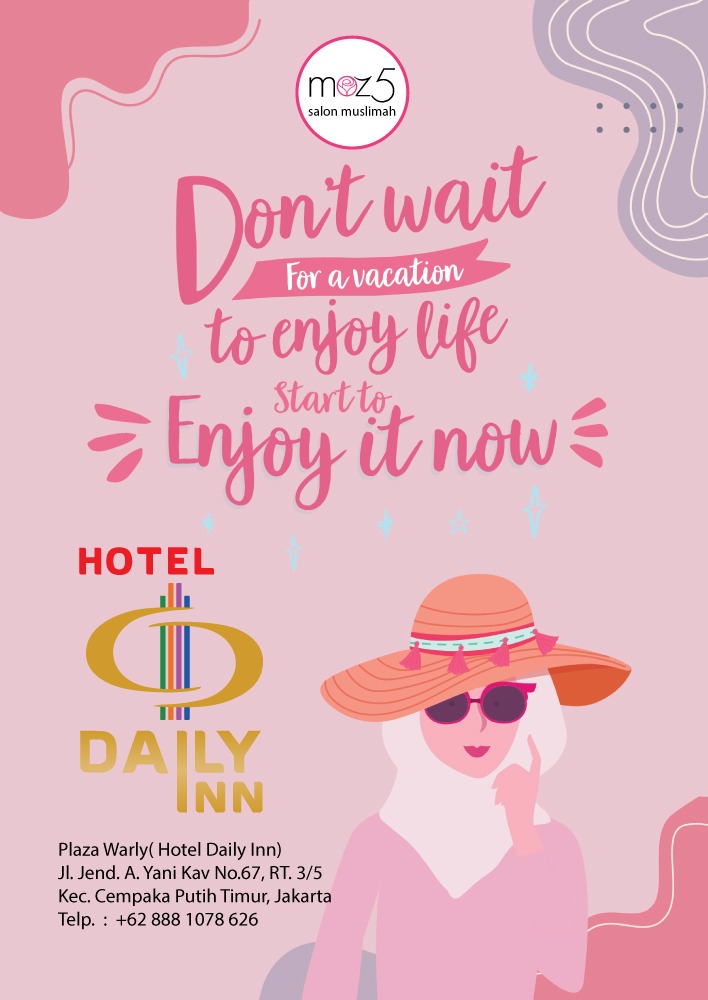 moz5
salon muslimah
Don't wait
For a vacation
to enjoy life
Start to
Enjoy it now
HOTEL
DAILY
INN
Plaza Warly( Hotel Daily Inn)
Jl. Jend. A. Yani Kav No.67, RT. 3/5
Kec. Cempaka Putih Timur, Jakarta
Telp.  :  +62 888 1078 626